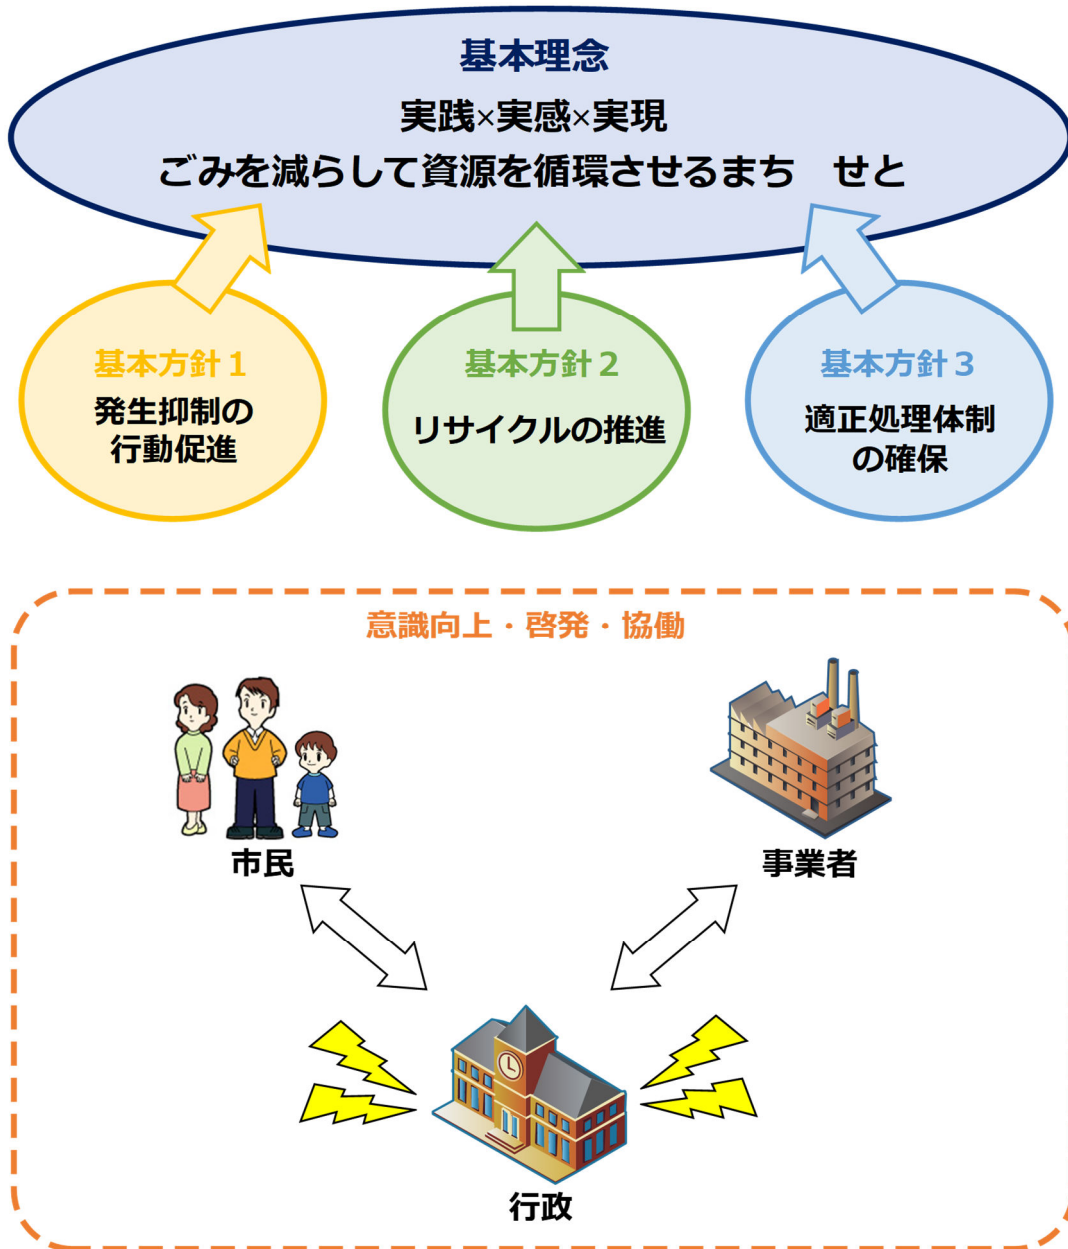 基本理念
実践×実感×実現
ごみを減らして資源を循環させるまち　せと
基本方針１
発生抑制の
行動促進
基本方針２
リサイクルの推進
基本方針３
適正処理体制
の確保
意識向上・啓発・協働
市民
事業者
行政